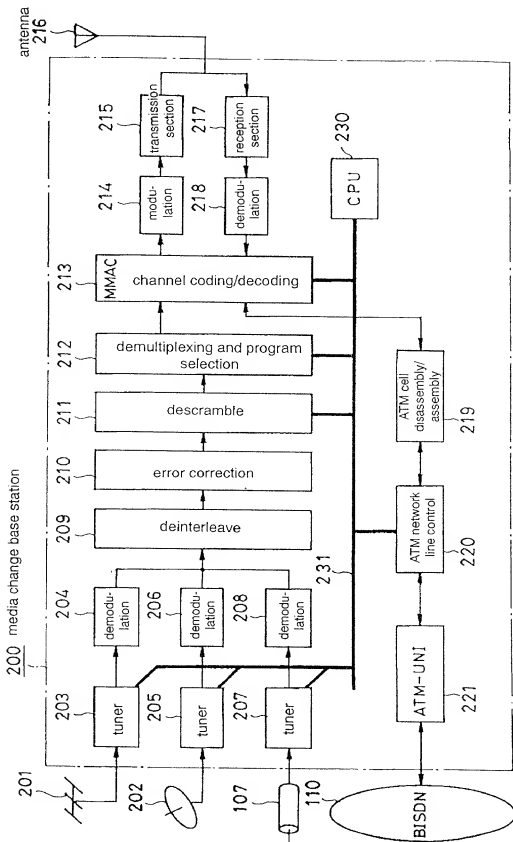 200 media change base station
antenna
216
201
202
107
110
BISDN
203
tuner
205
tuner
207
tuner
204
demodu-
lation
206
demodu-
lation
208
demodu-
lation
209
deinterleave
210
error correction
211
descramble
212
demultiplexing and program
selection
213
MMAC
channel coding/decoding
214
modu-
lation
215
transmission
section
217
reception
section
218
demodu-
lation
230
CPU
231
ATM-UNI
221
ATM network
line control
220
ATM cell
disassembly/
assembly
219